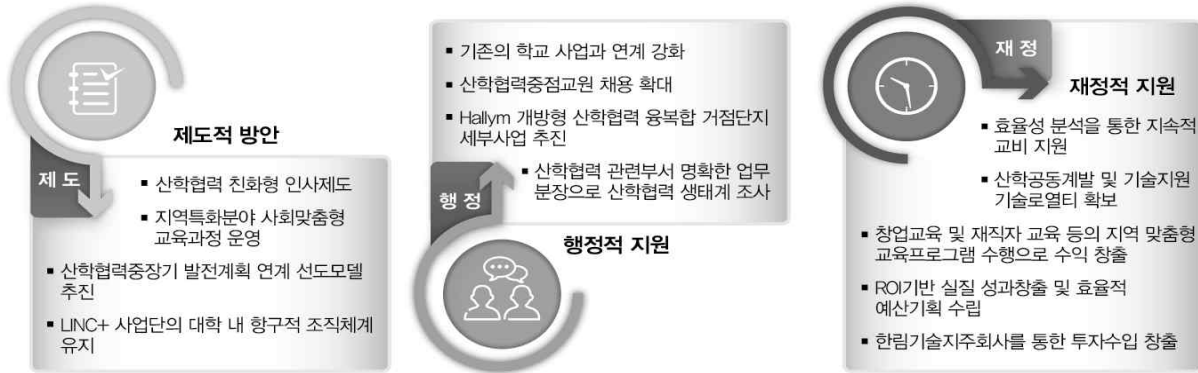 제도적 방안
제 도
▪ 산학협력 친화형 인사제도
▪ 지역특화분야 사회맞춤형
교육과정 운영
▪ 산학협력중장기 발전계획 연계 선도모델
추진
▪ LINC+ 사업단의 대학 내 항구적 조직체계
유지
▪ 기존의 학교 사업과 연계 강화
▪ 산학협력중점교원 채용 확대
▪ Hallym 개방형 산학협력 융복합 거점단지
세부사업 추진
▪ 산학협력 관련부서 명확한 업무
분장으로 산학협력 생태계 조사
행 정
행정적 지원
재 정
재정적 지원
▪ 효율성 분석을 통한 지속적
교비 지원
▪ 산학공동계발 및 기술지원
기술로열티 확보
▪ 창업교육 및 재직자 교육 등의 지역 맞춤형
교육프로그램 수행으로 수익 창출
▪ ROI기반 실질 성과창출 및 효율적
예산기획 수립
▪ 한림기술지주회사를 통한 투자수입 창출